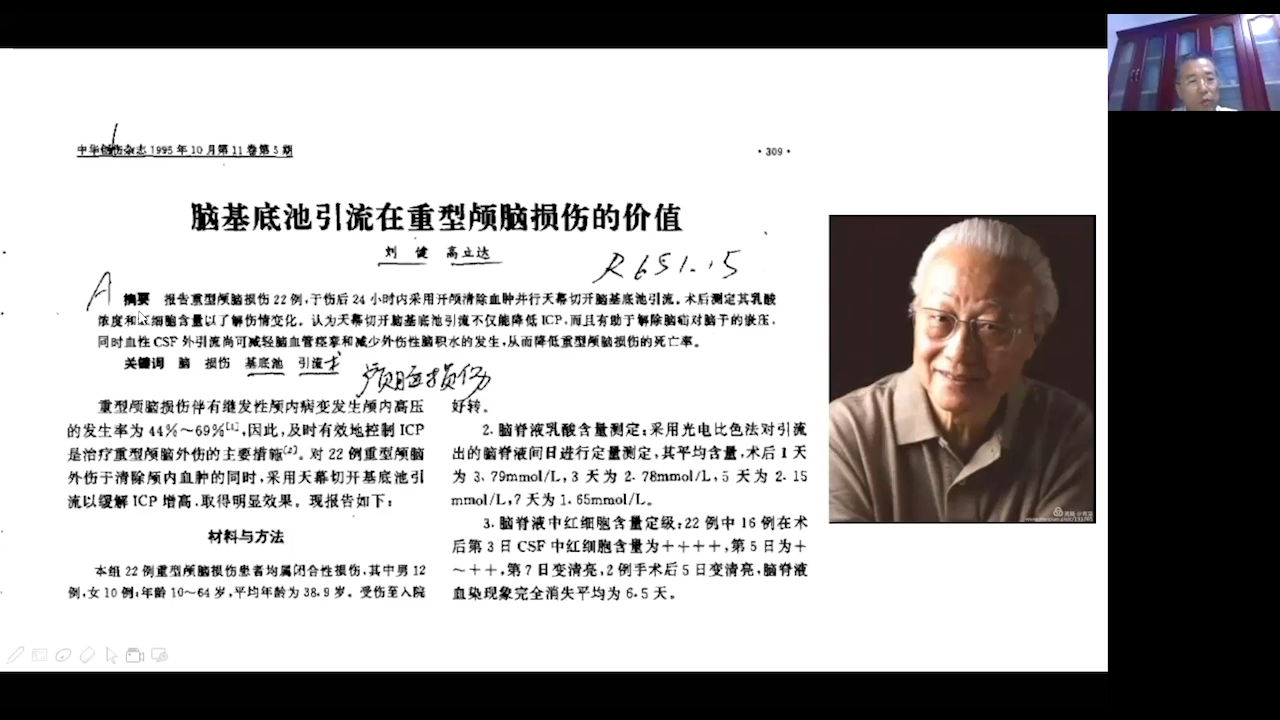 中华创伤杂志 1995 年 10 月第 11 卷第 5 期
·309·
脑基底池引流在重型颅脑损伤的价值
刘 健 高立达
R651.15
A
摘要 报告重型颅脑损伤 22 例,于伤后 24 小时内采用开颅清除血肿并行天幕切开脑基底池引流。术后测定其乳酸
浓度和红细胞含量以了解伤情变化。认为天幕切开脑基底池引流不仅能降低 ICP,而且有助于解除脑疝对脑干的嵌压,
同时血性 CSF 外引流尚可减轻脑血管痉挛和减少外伤性脑积水的发生,从而降低重型颅脑损伤的死亡率。
关键词 脑 损伤 基底池 引流术
颅脑损伤
重型颅脑损伤伴有继发性颅内病变发生颅内高压
的发生率为 44%~69%[1],因此,及时有效地控制 ICP
是治疗重型颅脑外伤的主要措施[2]。对 22 例重型颅脑
外伤于清除颅内血肿的同时,采用天幕切开基底池引
流以缓解 ICP 增高,取得明显效果。现报告如下:
材料与方法
本组 22 例重型颅脑损伤患者均属闭合性损伤,其中男 12
例,女 10 例;年龄 10~64 岁,平均年龄为 38.9 岁。受伤至入院
好转。
2. 脑脊液乳酸含量测定:采用光电比色法对引流
出的脑脊液间日进行定量测定,其平均含量,术后 1 天
为 3.79mmol/L,3 天为 2.78mmol/L,5 天为 2.15
mmol/L,7 天为 1.65mmol/L。
3. 脑脊液中红细胞含量定级:22 例中 16 例在术
后第 3 日 CSF 中红细胞含量为++++,第 5 日为+
~++,第 7 日变清亮,2 例手术后 5 日变清亮,脑脊液
血染现象完全消失平均为 6.5 天。